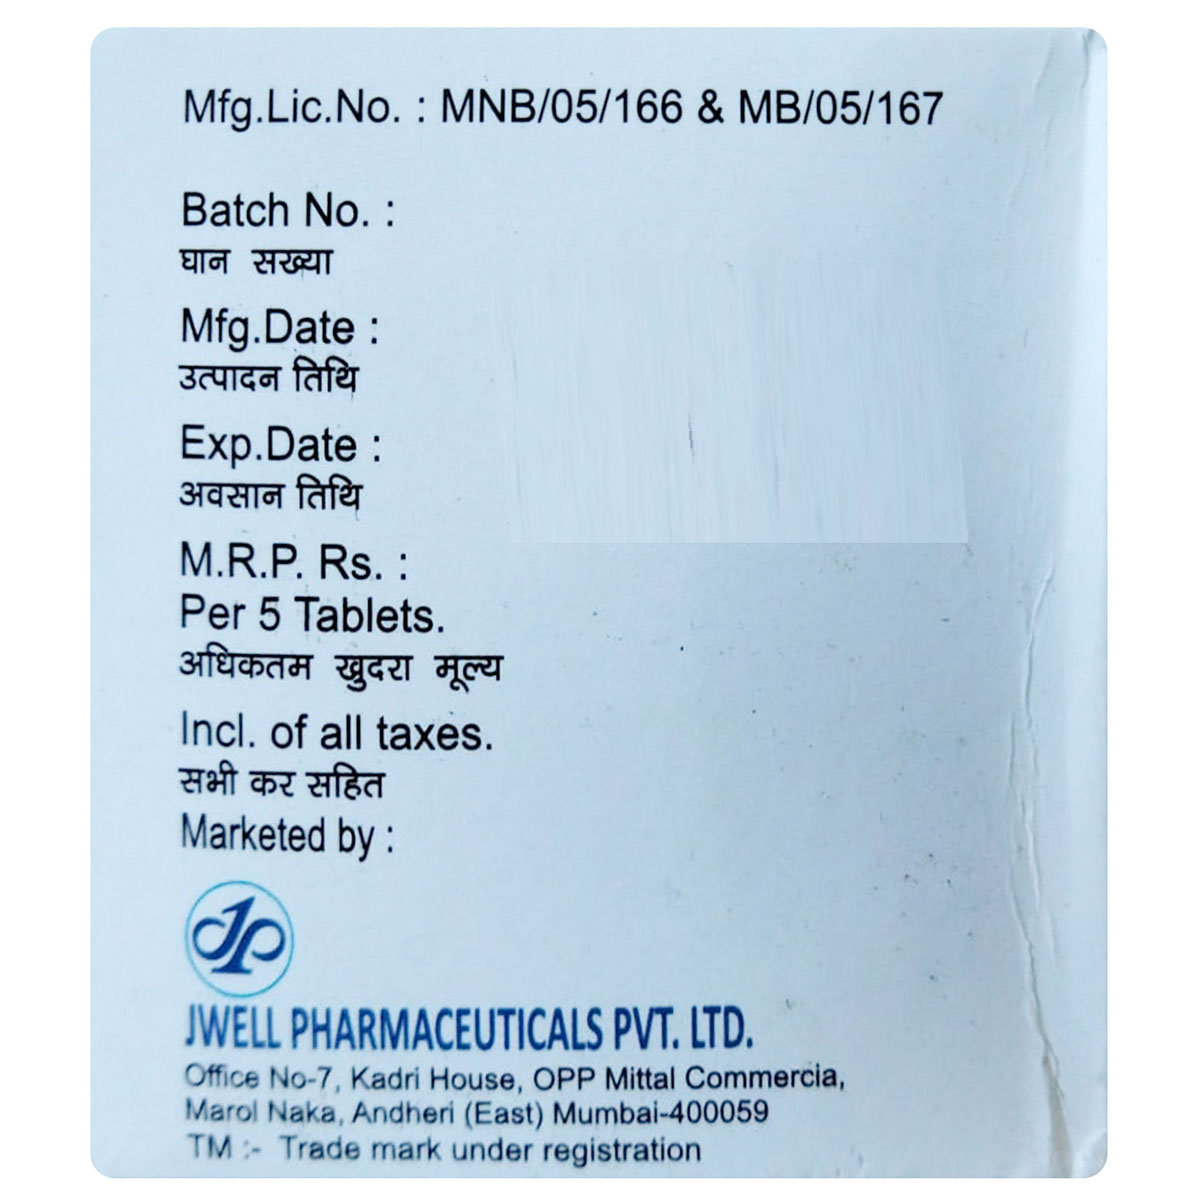 Mfg.Lic.No. : MNB/05/166 & MB/05/167
Batch No. :
घान सख्या
Mfg.Date :
उत्पादन तिथि
Exp.Date :
अवसान तिथि
M.R.P. Rs. :
Per 5 Tablets.
अधिकतम खुदरा मूल्य
Incl. of all taxes.
सभी कर सहित
Marketed by :
JWELL PHARMACEUTICALS PVT. LTD.
Office No-7, Kadri House, OPP Mittal Commercia,
Marol Naka, Andheri (East) Mumbai-400059
TM :- Trade mark under registration